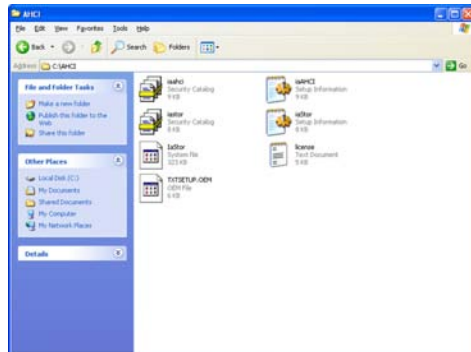 AHCI
File Edit View Favorites Tools Help
Back Search Folders
Address C:\AHCI Go
File and Folder Tasks
Make a new folder
Publish this folder to the Web
Share this folder
Other Places
Local Disk (C:)
My Documents
Shared Documents
My Computer
My Network Places
Details
iaahci
Security Catalog
9 KB
iaAHCI
Setup Information
9 KB
iastor
Security Catalog
8 KB
iaStor
Setup Information
6 KB
IaStor
System file
323 KB
license
Text Document
5 KB
TXTSETUP.OEM
OEM File
6 KB